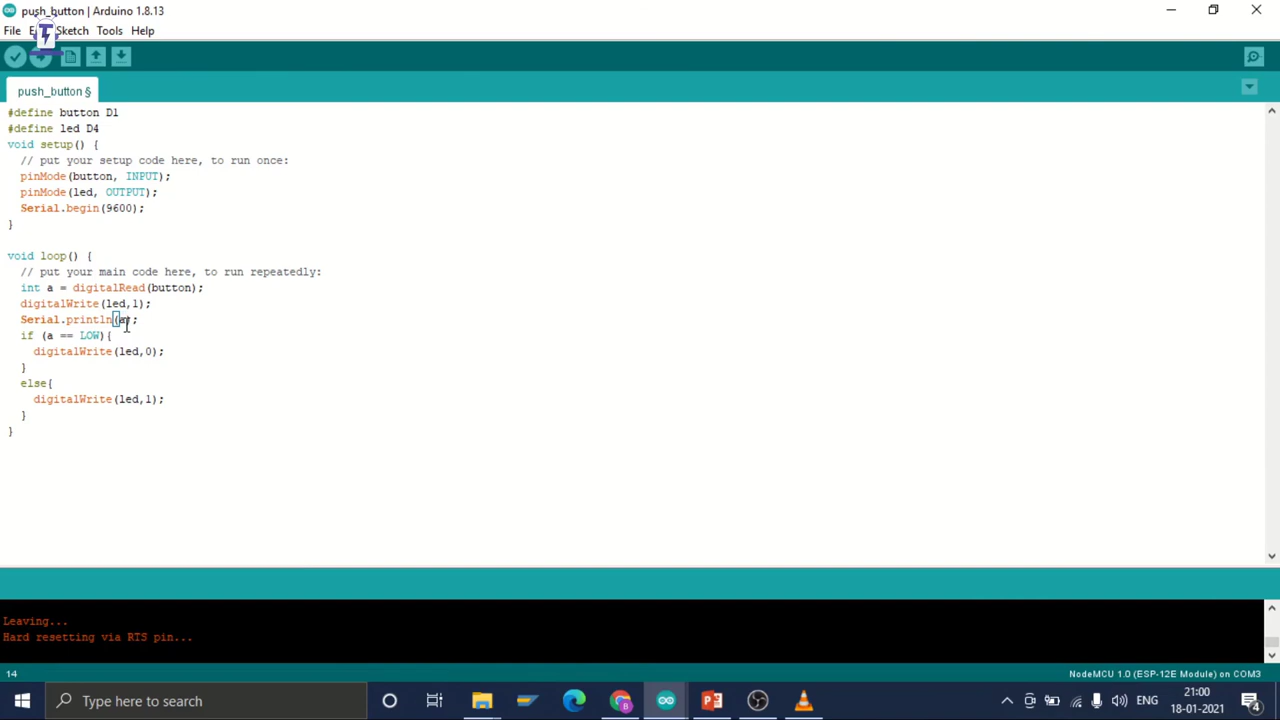 push_button | Arduino 1.8.13
File E Sketch Tools Help
push_button §
#define button D1
#define led D4
void setup() {
// put your setup code here, to run once:
pinMode(button, INPUT);
pinMode(led, OUTPUT);
Serial.begin(9600);
}
void loop() {
// put your main code here, to run repeatedly:
int a = digitalRead(button);
digitalWrite(led,1);
Serial.println(a);
if (a == LOW){
digitalWrite(led,0);
}
else{
digitalWrite(led,1);
}
}
Leaving...
Hard resetting via RTS pin...
14
NodeMCU 1.0 (ESP-12E Module) on COM3
Type here to search
ENG
21:00
18-01-2021
4